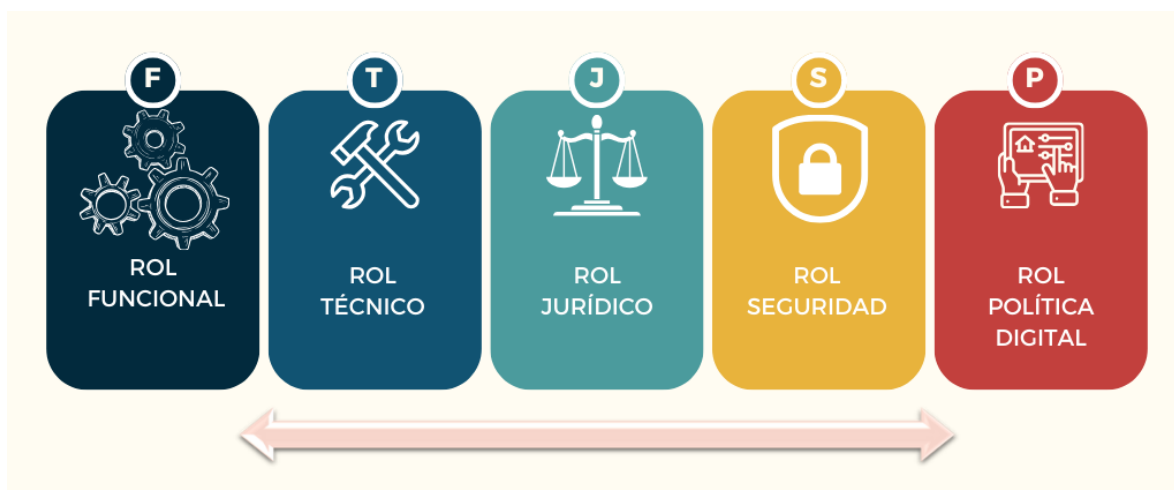 F
ROL
FUNCIONAL
T
ROL
TÉCNICO
J
ROL
JURÍDICO
S
ROL
SEGURIDAD
P
ROL
POLÍTICA
DIGITAL